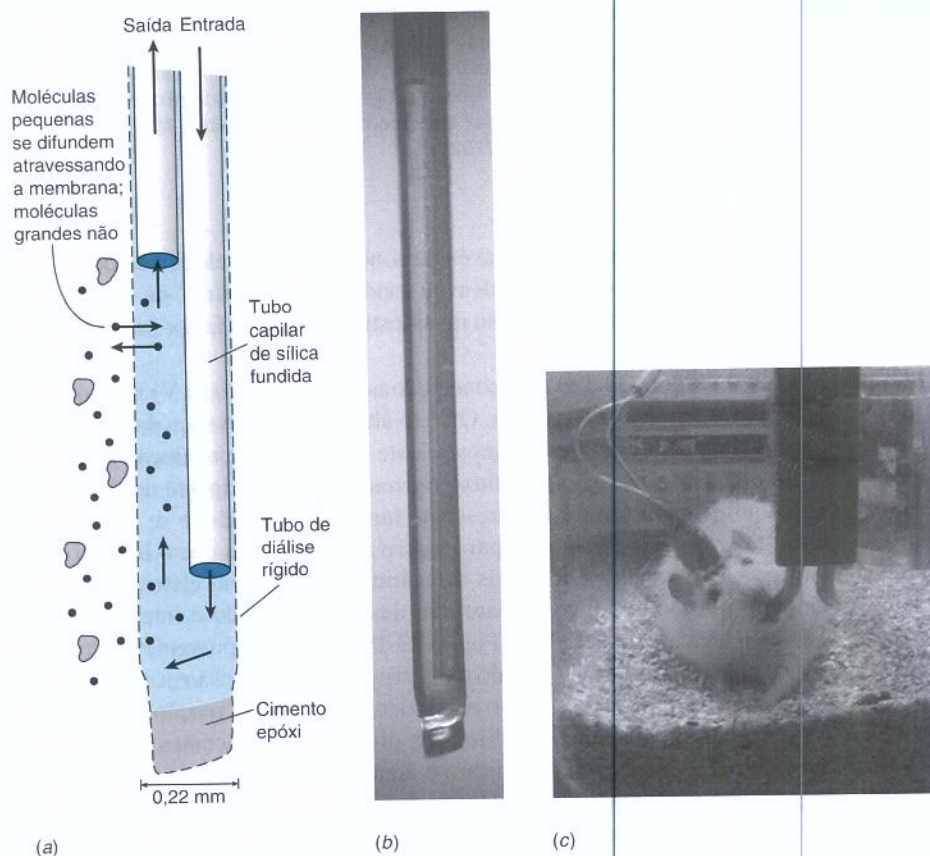 Saída Entrada
Moléculas
pequenas
se difundem
atravessando
a membrana;
moléculas
grandes não
Tubo
capilar
de sílica
fundida
Tubo de
diálise
rígido
Cimento
epóxi
0,22 mm
(a)
(b)
(c)